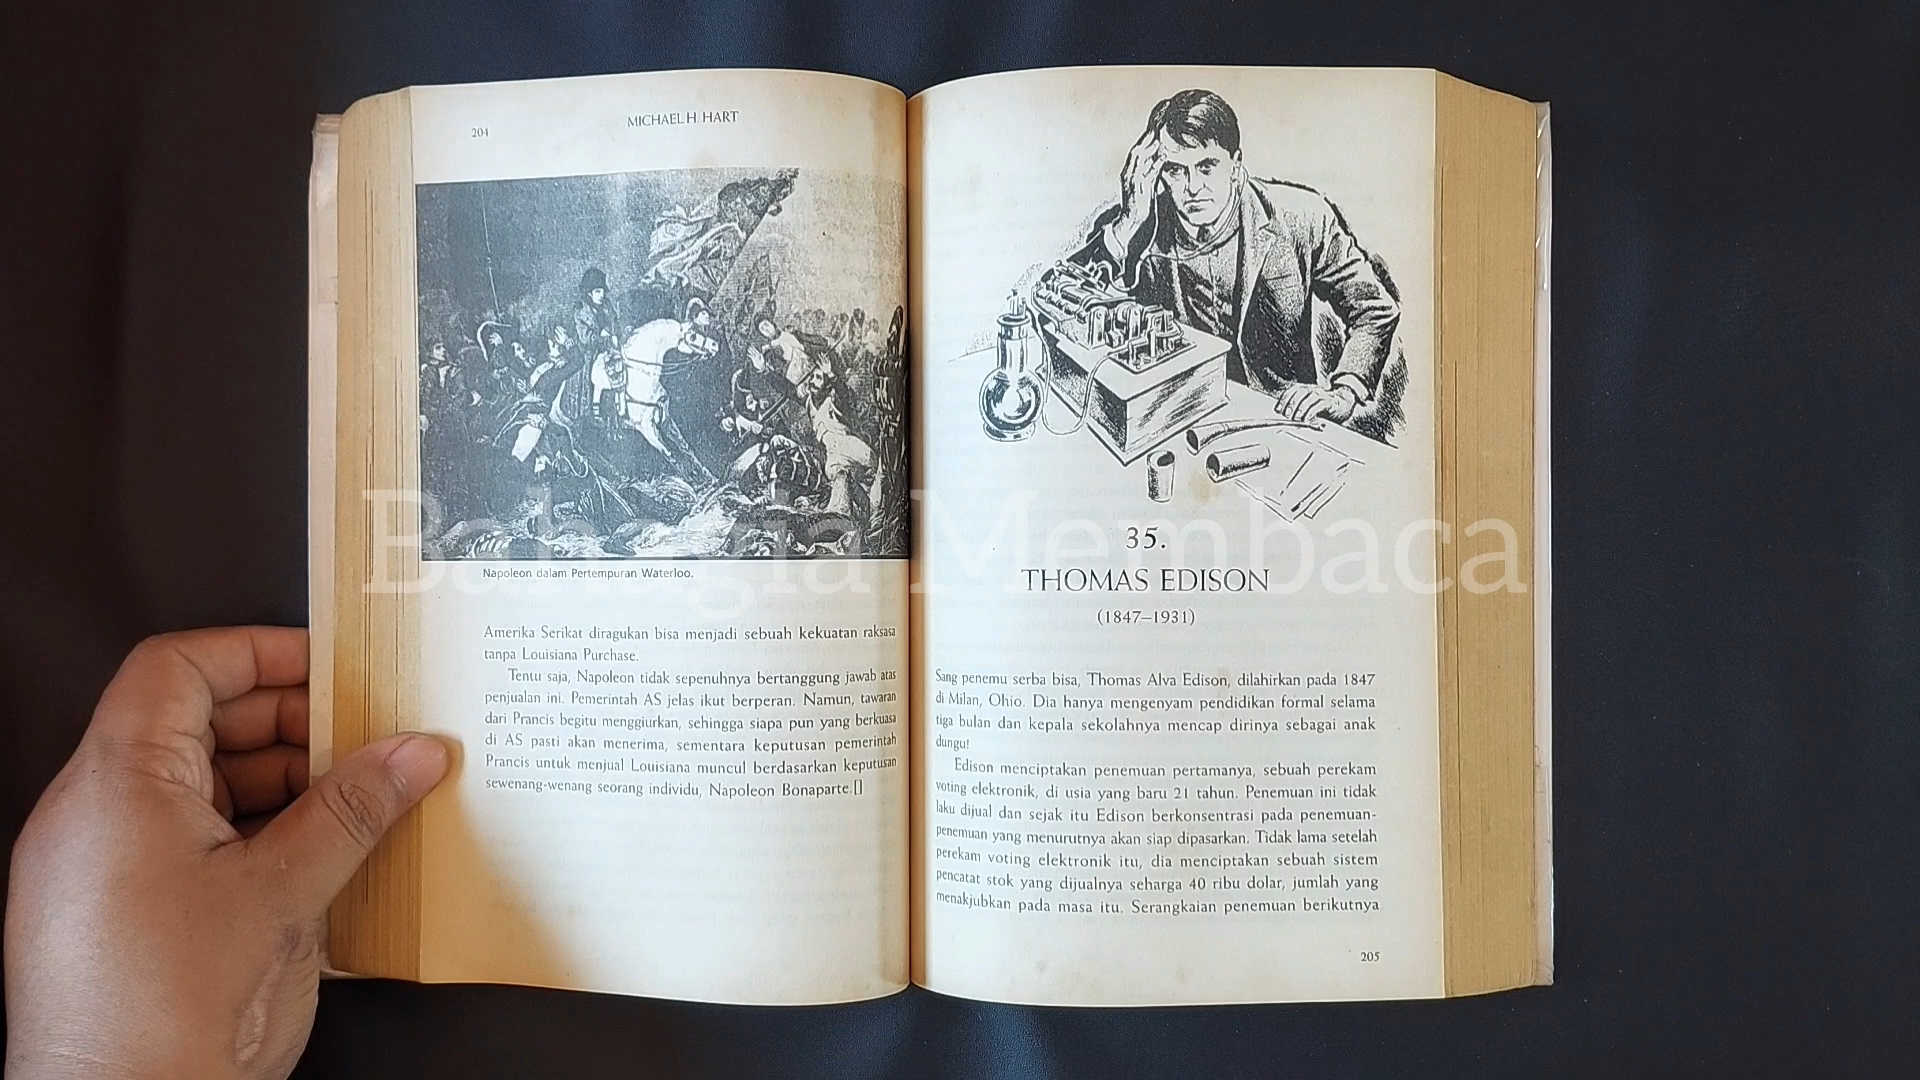 204
MICHAEL H. HART
Napoleon dalam Pertempuran Waterloo.
Amerika Serikat diragukan bisa menjadi sebuah kekuatan raksasa
tanpa Louisiana Purchase.
Tentu saja, Napoleon tidak sepenuhnya bertanggung jawab atas
penjualan ini. Pemerintah AS jelas ikut berperan. Namun, tawaran
dari Prancis begitu menggiurkan, sehingga siapa pun yang berkuasa
di AS pasti akan menerima, sementara keputusan pemerintah
Prancis untuk menjual Louisiana muncul berdasarkan keputusan
sewenang-wenang seorang individu, Napoleon Bonaparte.[]
35.
THOMAS EDISON
(1847–1931)
Sang penemu serba bisa, Thomas Alva Edison, dilahirkan pada 1847
di Milan, Ohio. Dia hanya mengenyam pendidikan formal selama
tiga bulan dan kepala sekolahnya mencap dirinya sebagai anak
dungu!
Edison menciptakan penemuan pertamanya, sebuah perekam
voting elektronik, di usia yang baru 21 tahun. Penemuan ini tidak
laku dijual dan sejak itu Edison berkonsentrasi pada penemuan-
penemuan yang menurutnya akan siap dipasarkan. Tidak lama setelah
perekam voting elektronik itu, dia menciptakan sebuah sistem
pencatat stok yang dijualnya seharga 40 ribu dolar, jumlah yang
menakjubkan pada masa itu. Serangkaian penemuan berikutnya
205
Bahagia Membaca